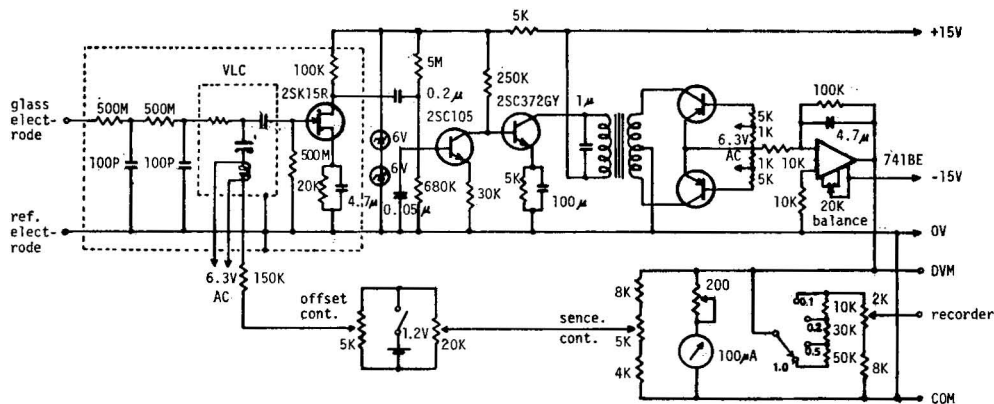 5K
+15V
VLC
100K
2SK15R
5M
0.2μ
250K
2SC105
2SC372GY
1μ
100K
4.7μ
glass
elect-
rode
500M
500M
6V
6V
5K
1K
6.3V
AC
1K
5K
10K
741BE
-15V
100P
100P
500M
20K
4.7μ
0.05μ
680K
30K
5K
100μ
10K
20K
balance
ref.
elect-
rode
0V
6.3V
AC
150K
DVM
offset
cont.
1.2V
5K
20K
sence.
cont.
8K
5K
4K
200
100μA
0.1
0.2
0.5
1.0
10K
30K
50K
2K
recorder
8K
COM